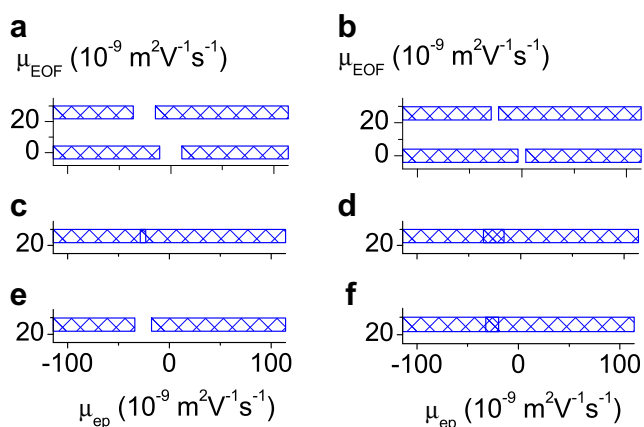 a
μEOF (10⁻⁹ m²V⁻¹s⁻¹)
20
0
b
μEOF (10⁻⁹ m²V⁻¹s⁻¹)
20
0
c
20
d
20
e
20
-100 0 100
μep (10⁻⁹ m²V⁻¹s⁻¹)
f
20
-100 0 100
μep (10⁻⁹ m²V⁻¹s⁻¹)